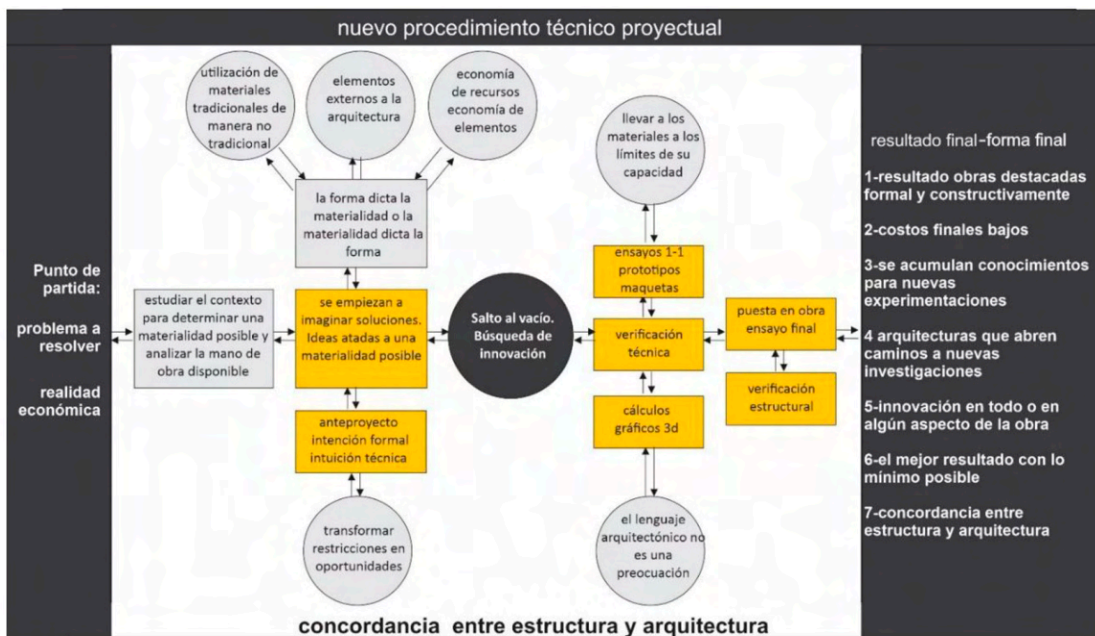 nuevo procedimiento técnico proyectual
utilización de
materiales
tradicionales de
manera no
tradicional
elementos
externos a la
arquitectura
economía
de recursos
economía de
elementos
la forma dicta la
materialidad o la
materialidad dicta la
forma
Punto de
partida:
problema a
resolver
realidad
económica
estudiar el contexto
para determinar una
materialidad posible y
analizar la mano de
obra disponible
se empiezan a
imaginar soluciones.
Ideas atadas a una
materialidad posible
anteproyecto
intención formal
intuición técnica
transformar
restricciones en
oportunidades
Salto al vacío.
Búsqueda de
innovación
llevar a los
materiales a los
límites de su
capacidad
ensayos 1-1
prototipos
maquetas
verificación
técnica
cálculos
gráficos 3d
el lenguaje
arquitectónico no
es una
preocuación
puesta en obra
ensayo final
verificación
estructural
resultado final-forma final
1-resultado obras destacadas
formal y constructivamente
2-costos finales bajos
3-se acumulan conocimientos
para nuevas
experimentaciones
4 arquitecturas que abren
caminos a nuevas
investigaciones
5-innovación en todo o en
algún aspecto de la obra
6-el mejor resultado con lo
mínimo posible
7-concordancia entre
estructura y arquitectura
concordancia entre estructura y arquitectura